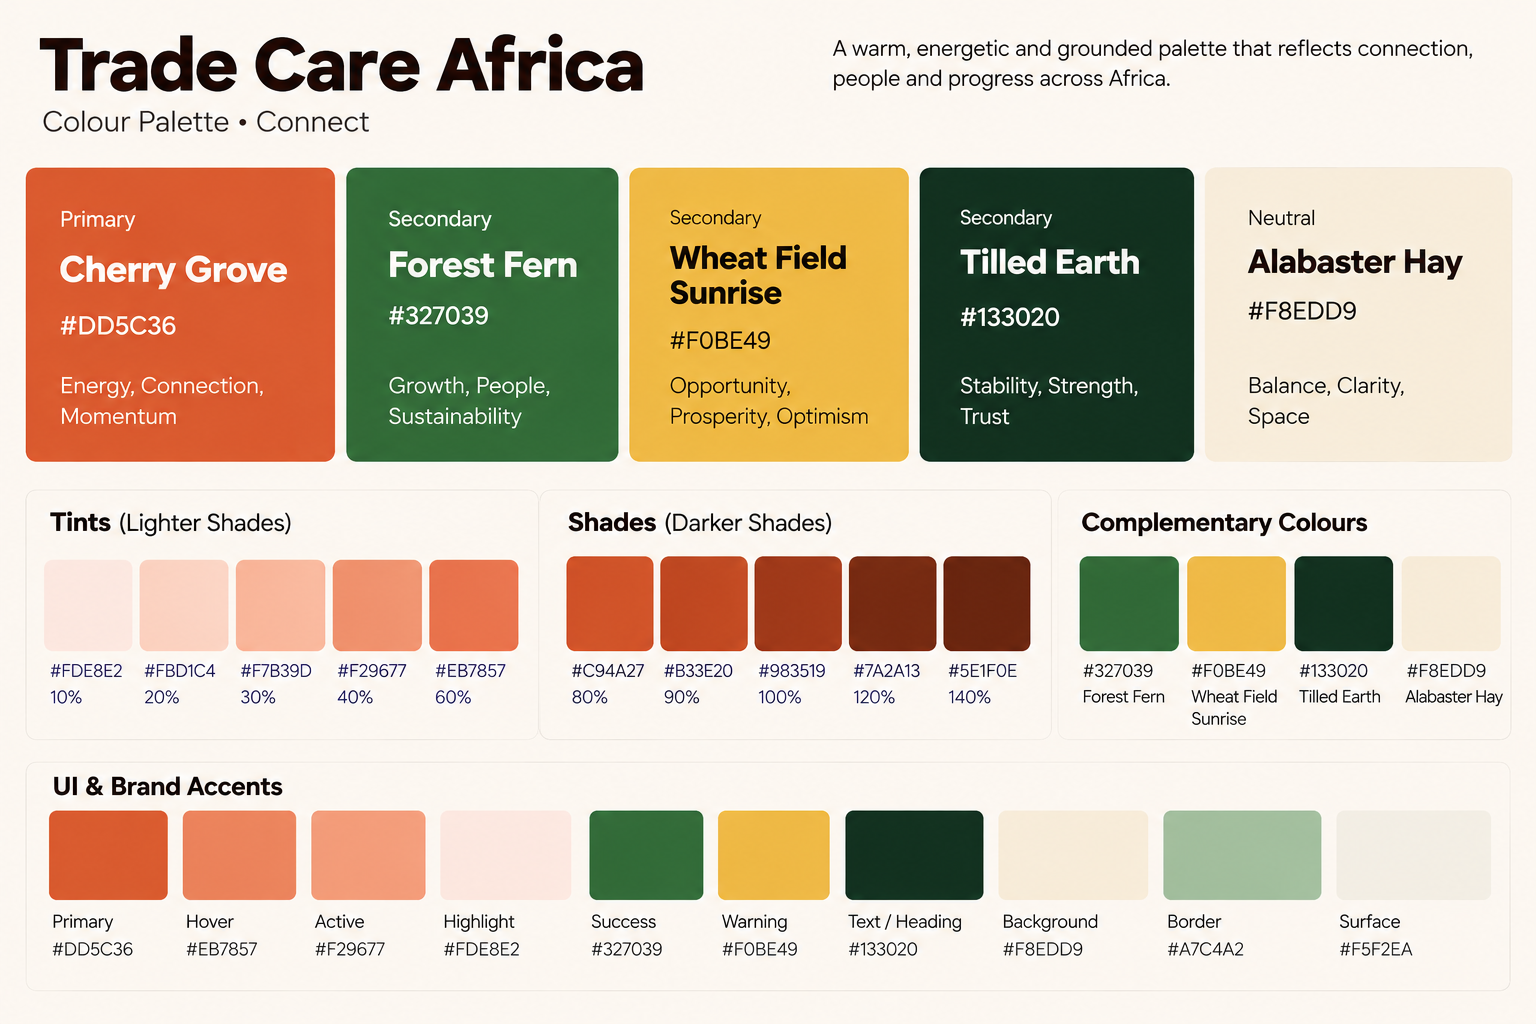 Trade Care Africa
Colour Palette • Connect
A warm, energetic and grounded palette that reflects connection,
people and progress across Africa.
Primary
Cherry Grove
#DD5C36
Energy, Connection,
Momentum
Secondary
Forest Fern
#327039
Growth, People,
Sustainability
Secondary
Wheat Field
Sunrise
#F0BE49
Opportunity,
Prosperity, Optimism
Secondary
Tilled Earth
#133020
Stability, Strength,
Trust
Neutral
Alabaster Hay
#F8EDD9
Balance, Clarity,
Space
Tints (Lighter Shades)
#FDE8E2 #FBD1C4 #F7B39D #F29677 #EB7857
10% 20% 30% 40% 60%
Shades (Darker Shades)
#C94A27 #B33E20 #983519 #7A2A13 #5E1F0E
80% 90% 100% 120% 140%
Complementary Colours
#327039 #F0BE49 #133020 #F8EDD9
Forest Fern Wheat Field Tilled Earth Alabaster Hay
Sunrise
UI & Brand Accents
Primary Hover Active Highlight Success Warning Text / Heading Background Border Surface
#DD5C36 #EB7857 #F29677 #FDE8E2 #327039 #F0BE49 #133020 #F8EDD9 #A7C4A2 #F5F2EA